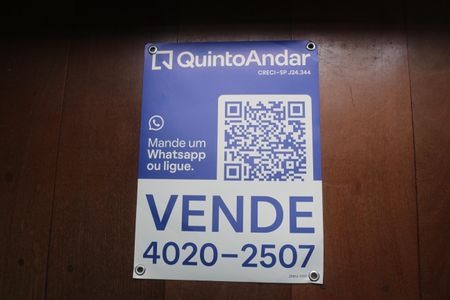 QuintoAndar
CRECI-SP J24.344
Mande um
Whatsapp
ou ligue.
VENDE
4020-2507